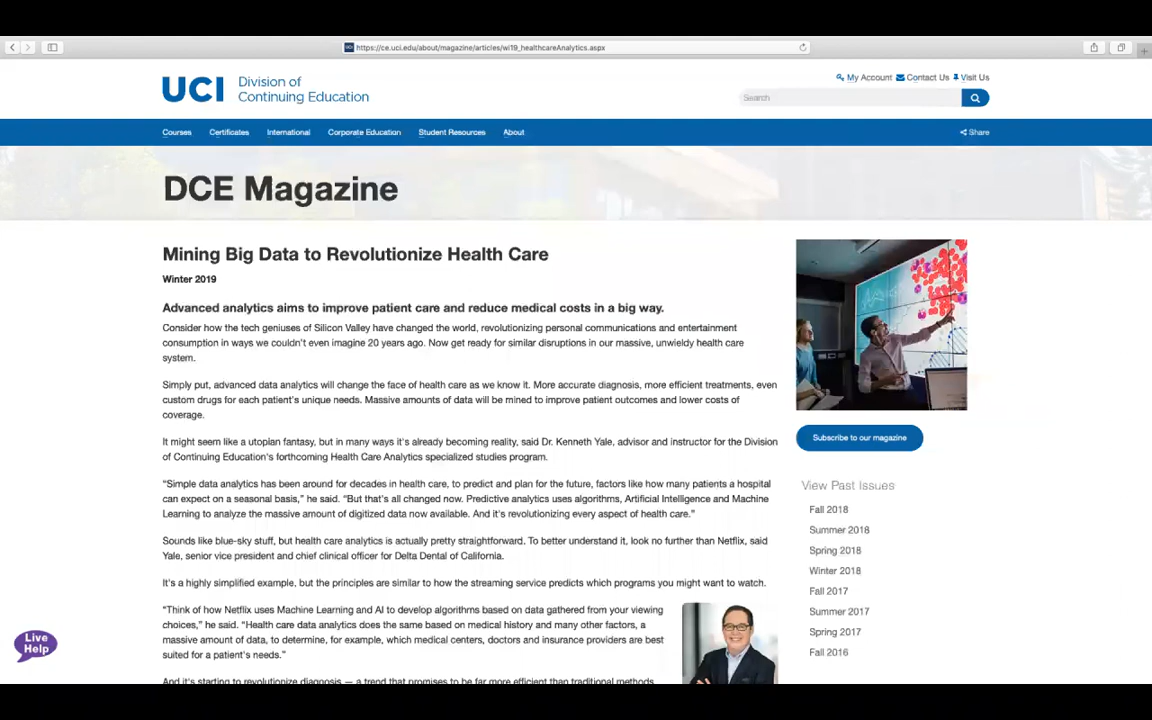 UCI
https://ce.uci.edu/about/magazine/articles/wi19_healthcareAnalytics.aspx
UCI
Division of
Continuing Education
My Account Contact Us Visit Us
Search
Courses Certificates International Corporate Education Student Resources About Share
DCE Magazine
Mining Big Data to Revolutionize Health Care
Winter 2019
Advanced analytics aims to improve patient care and reduce medical costs in a big way.
Consider how the tech geniuses of Silicon Valley have changed the world, revolutionizing personal communications and entertainment
consumption in ways we couldn't even imagine 20 years ago. Now get ready for similar disruptions in our massive, unwieldy health care
system.
Simply put, advanced data analytics will change the face of health care as we know it. More accurate diagnosis, more efficient treatments, even
custom drugs for each patient's unique needs. Massive amounts of data will be mined to improve patient outcomes and lower costs of
coverage.
It might seem like a utopian fantasy, but in many ways it's already becoming reality, said Dr. Kenneth Yale, advisor and instructor for the Division
of Continuing Education's forthcoming Health Care Analytics specialized studies program.
“Simple data analytics has been around for decades in health care, to predict and plan for the future, factors like how many patients a hospital
can expect on a seasonal basis,” he said. “But that's all changed now. Predictive analytics uses algorithms, Artificial Intelligence and Machine
Learning to analyze the massive amount of digitized data now available. And it's revolutionizing every aspect of health care.”
Sounds like blue-sky stuff, but health care analytics is actually pretty straightforward. To better understand it, look no further than Netflix, said
Yale, senior vice president and chief clinical officer for Delta Dental of California.
It's a highly simplified example, but the principles are similar to how the streaming service predicts which programs you might want to watch.
“Think of how Netflix uses Machine Learning and AI to develop algorithms based on data gathered from your viewing
choices,” he said. “Health care data analytics does the same based on medical history and many other factors, a
massive amount of data, to determine, for example, which medical centers, doctors and insurance providers are best
suited for a patient's needs.”
And it's starting to revolutionize diagnosis — a trend that promises to be far more efficient than traditional methods.
Subscribe to our magazine
View Past Issues
Fall 2018
Summer 2018
Spring 2018
Winter 2018
Fall 2017
Summer 2017
Spring 2017
Fall 2016
Live
Help